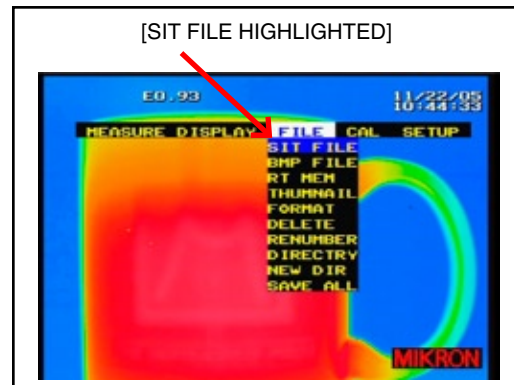 [SIT FILE HIGHLIGHTED]
E0.93
11/22/05
10:44:33
MEASURE DISPLAY FILE CAL SETUP
SIT FILE
BMP FILE
RT MEM
THUMNAIL
FORMAT
DELETE
RENUMBER
DIRECTRY
NEW DIR
SAVE ALL
MIKRON